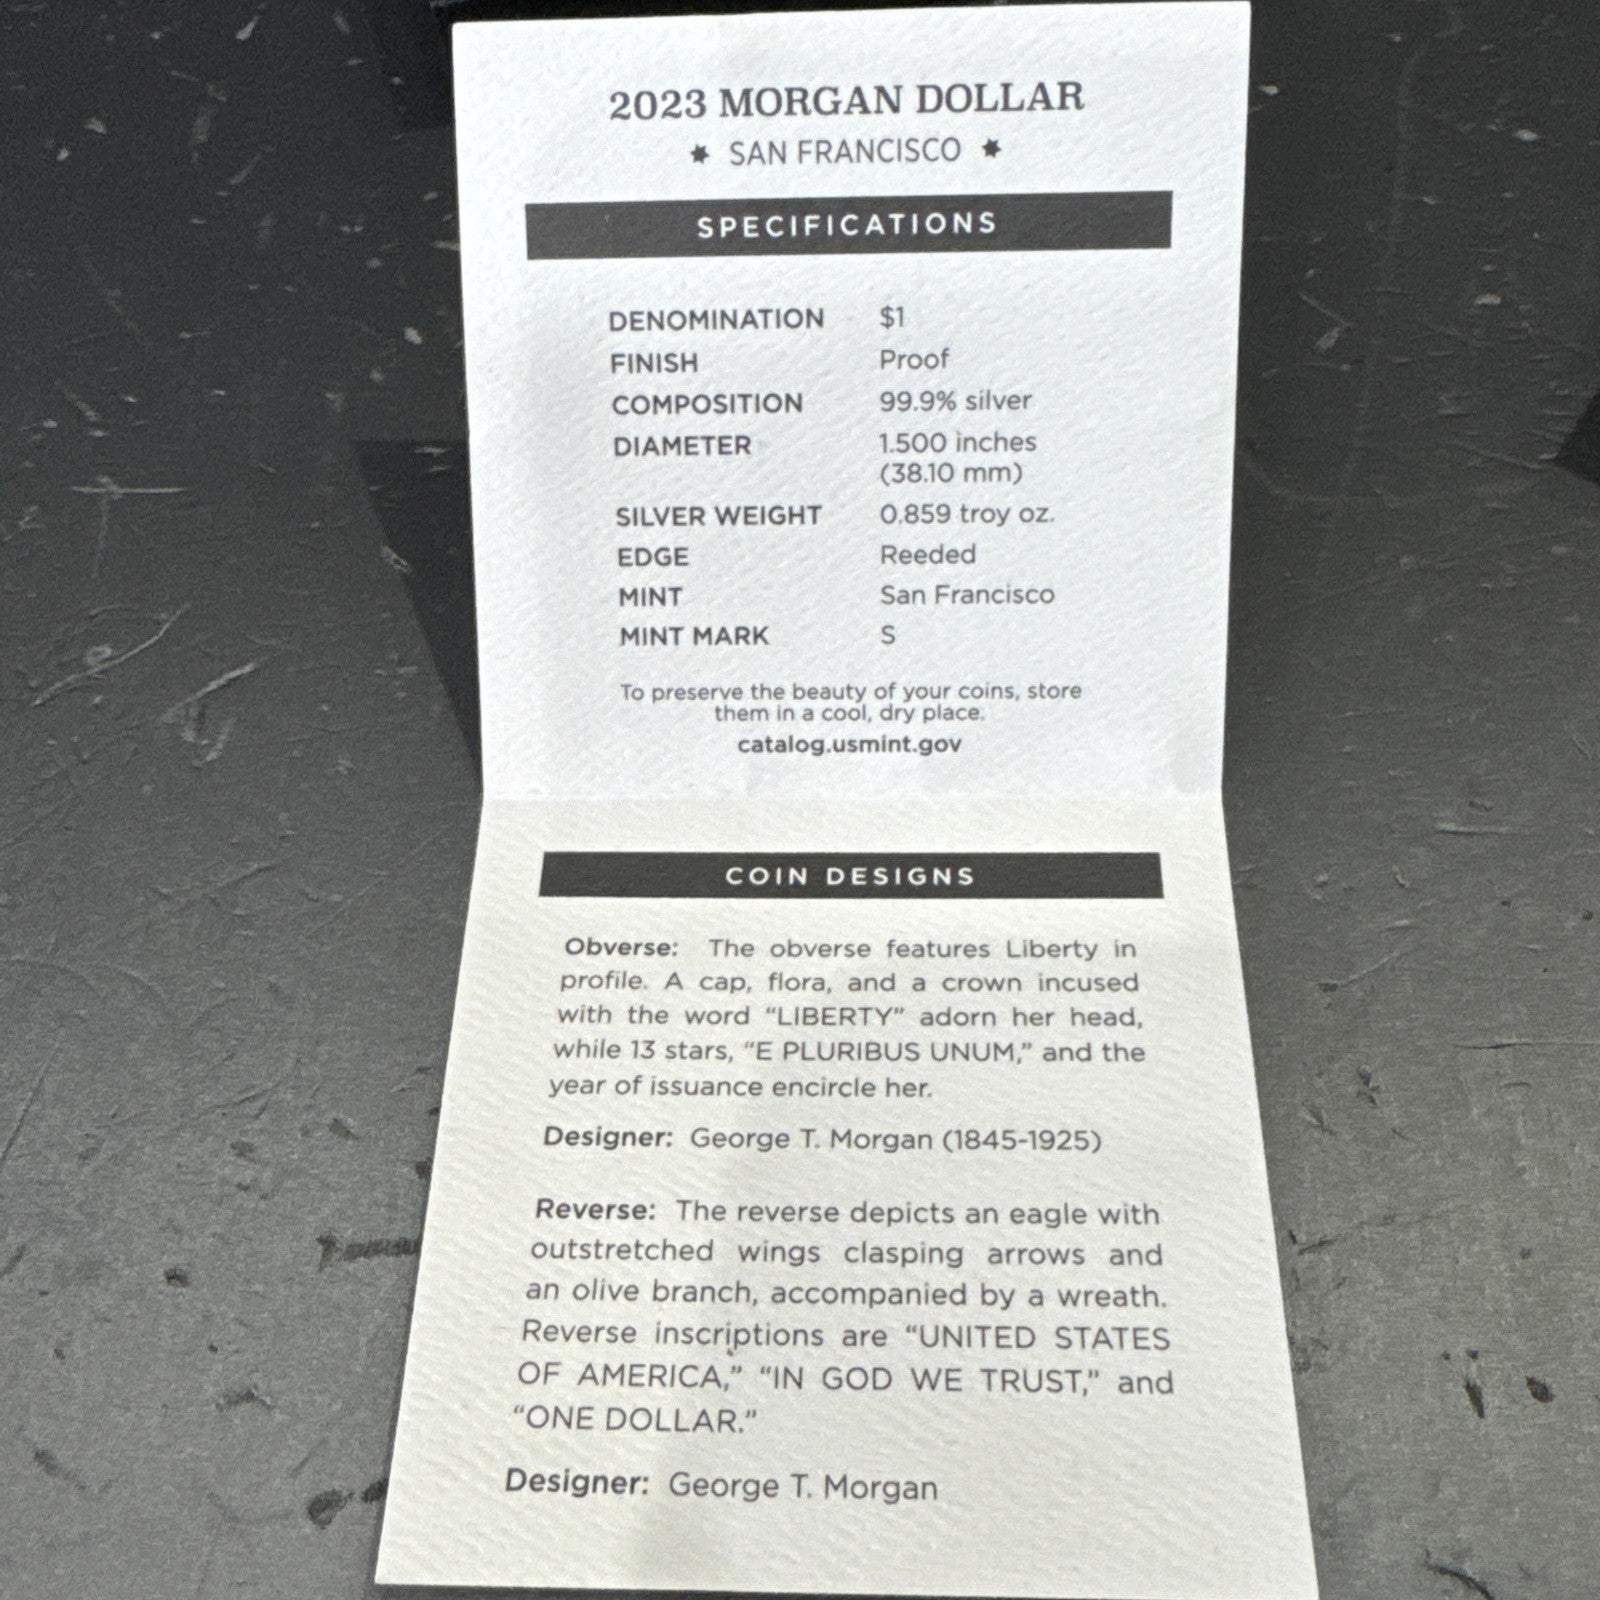 2023 MORGAN DOLLAR
★ SAN FRANCISCO ★
SPECIFICATIONS
DENOMINATION $1
FINISH Proof
COMPOSITION 99.9% silver
DIAMETER 1.500 inches
(38.10 mm)
SILVER WEIGHT 0.859 troy oz.
EDGE Reeded
MINT San Francisco
MINT MARK S
To preserve the beauty of your coins, store
them in a cool, dry place.
catalog.usmint.gov
COIN DESIGNS
Obverse: The obverse features Liberty in
profile. A cap, flora, and a crown incused
with the word “LIBERTY” adorn her head,
while 13 stars, “E PLURIBUS UNUM,” and the
year of issuance encircle her.
Designer: George T. Morgan (1845-1925)
Reverse: The reverse depicts an eagle with
outstretched wings clasping arrows and
an olive branch, accompanied by a wreath.
Reverse inscriptions are “UNITED STATES
OF AMERICA,” “IN GOD WE TRUST,” and
“ONE DOLLAR.”
Designer: George T. Morgan